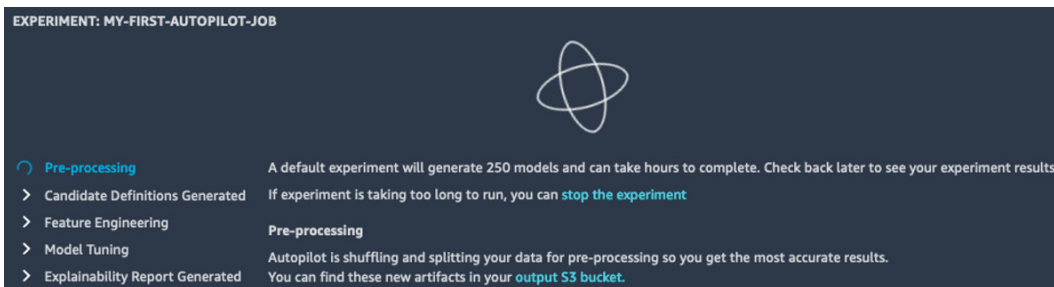 EXPERIMENT: MY-FIRST-AUTOPILOT-JOB
Pre-processing
Candidate Definitions Generated
Feature Engineering
Model Tuning
Explainability Report Generated
A default experiment will generate 250 models and can take hours to complete. Check back later to see your experiment results
If experiment is taking too long to run, you can stop the experiment
Pre-processing
Autopilot is shuffling and splitting your data for pre-processing so you get the most accurate results.
You can find these new artifacts in your output S3 bucket.